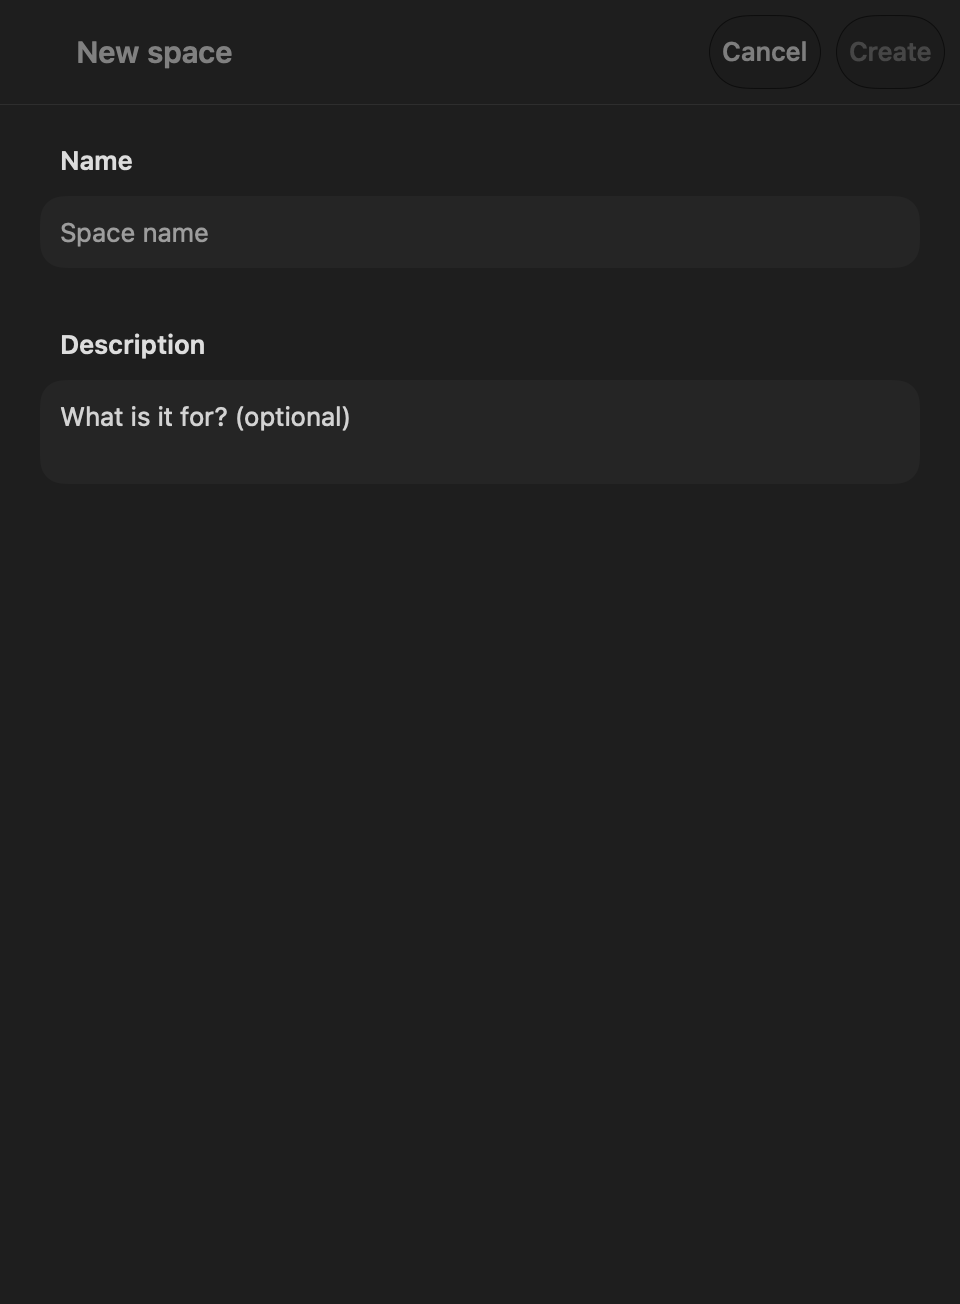 New space
Cancel
Create
Name
Space name
Description
What is it for? (optional)